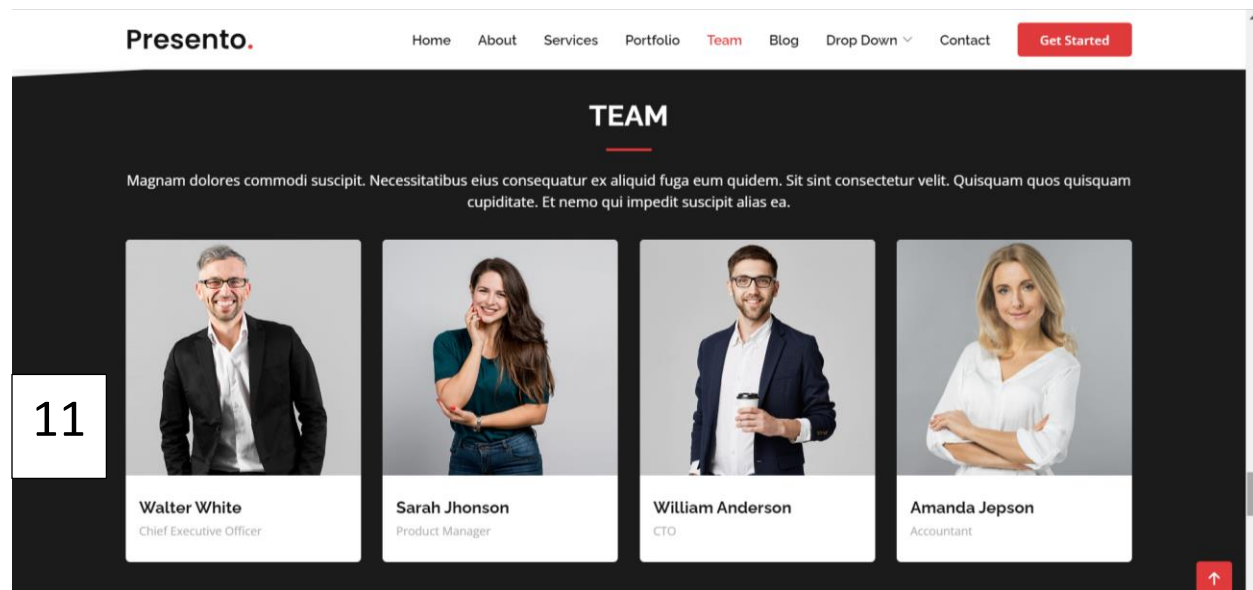 Presento.
Home About Services Portfolio Team Blog Drop Down Contact Get Started
TEAM
Magnam dolores commodi suscipit. Necessitatibus eius consequatur ex aliquid fuga eum quidem. Sit sint consectetur velit. Quisquam quos quisquam
cupiditate. Et nemo qui impedit suscipit alias ea.
11
Walter White
Chief Executive Officer
Sarah Jhonson
Product Manager
William Anderson
CTO
Amanda Jepson
Accountant